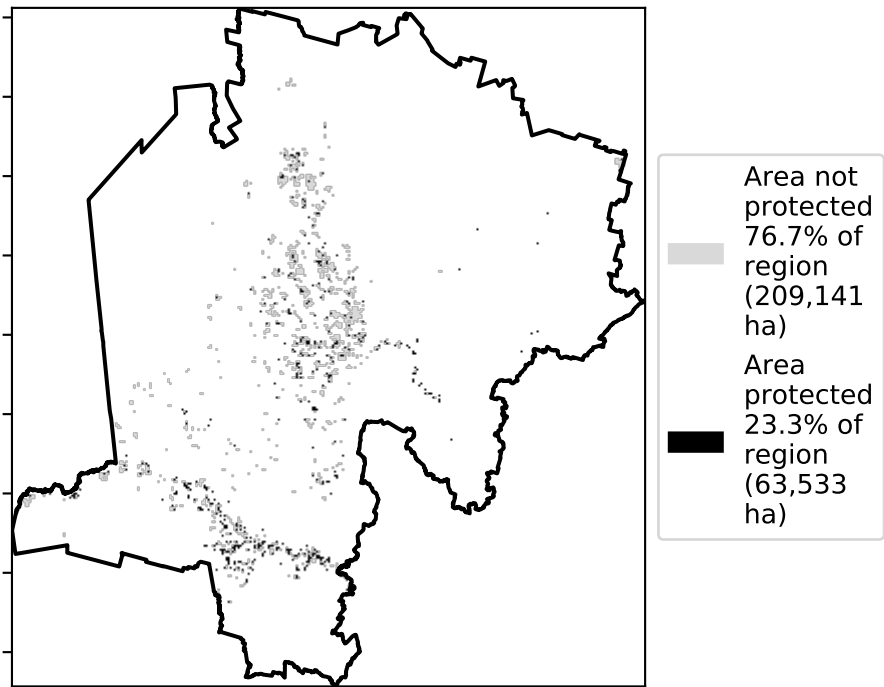 Area not
protected
76.7% of
region
(209,141
ha)
Area
protected
23.3% of
region
(63,533
ha)